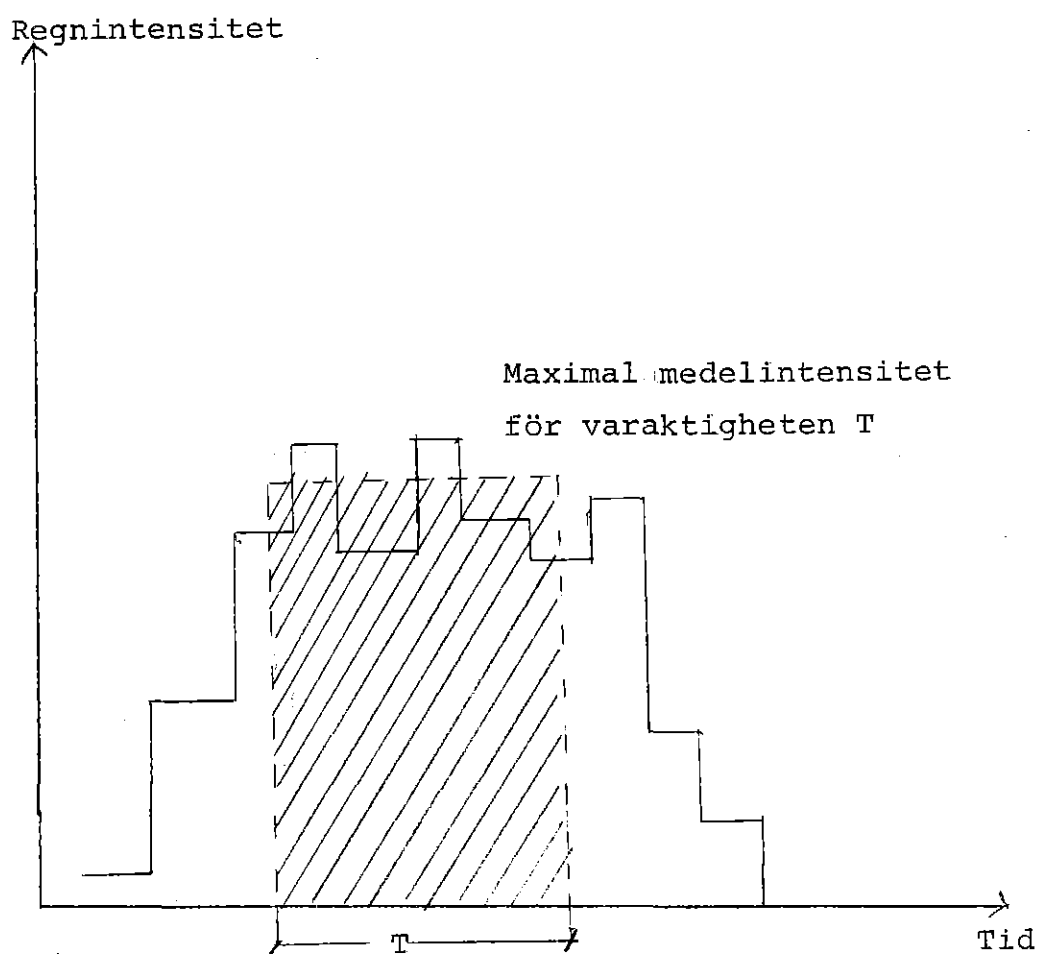 Regnintensitet
Maximal medelintensitet
för varaktigheten T
T
Tid